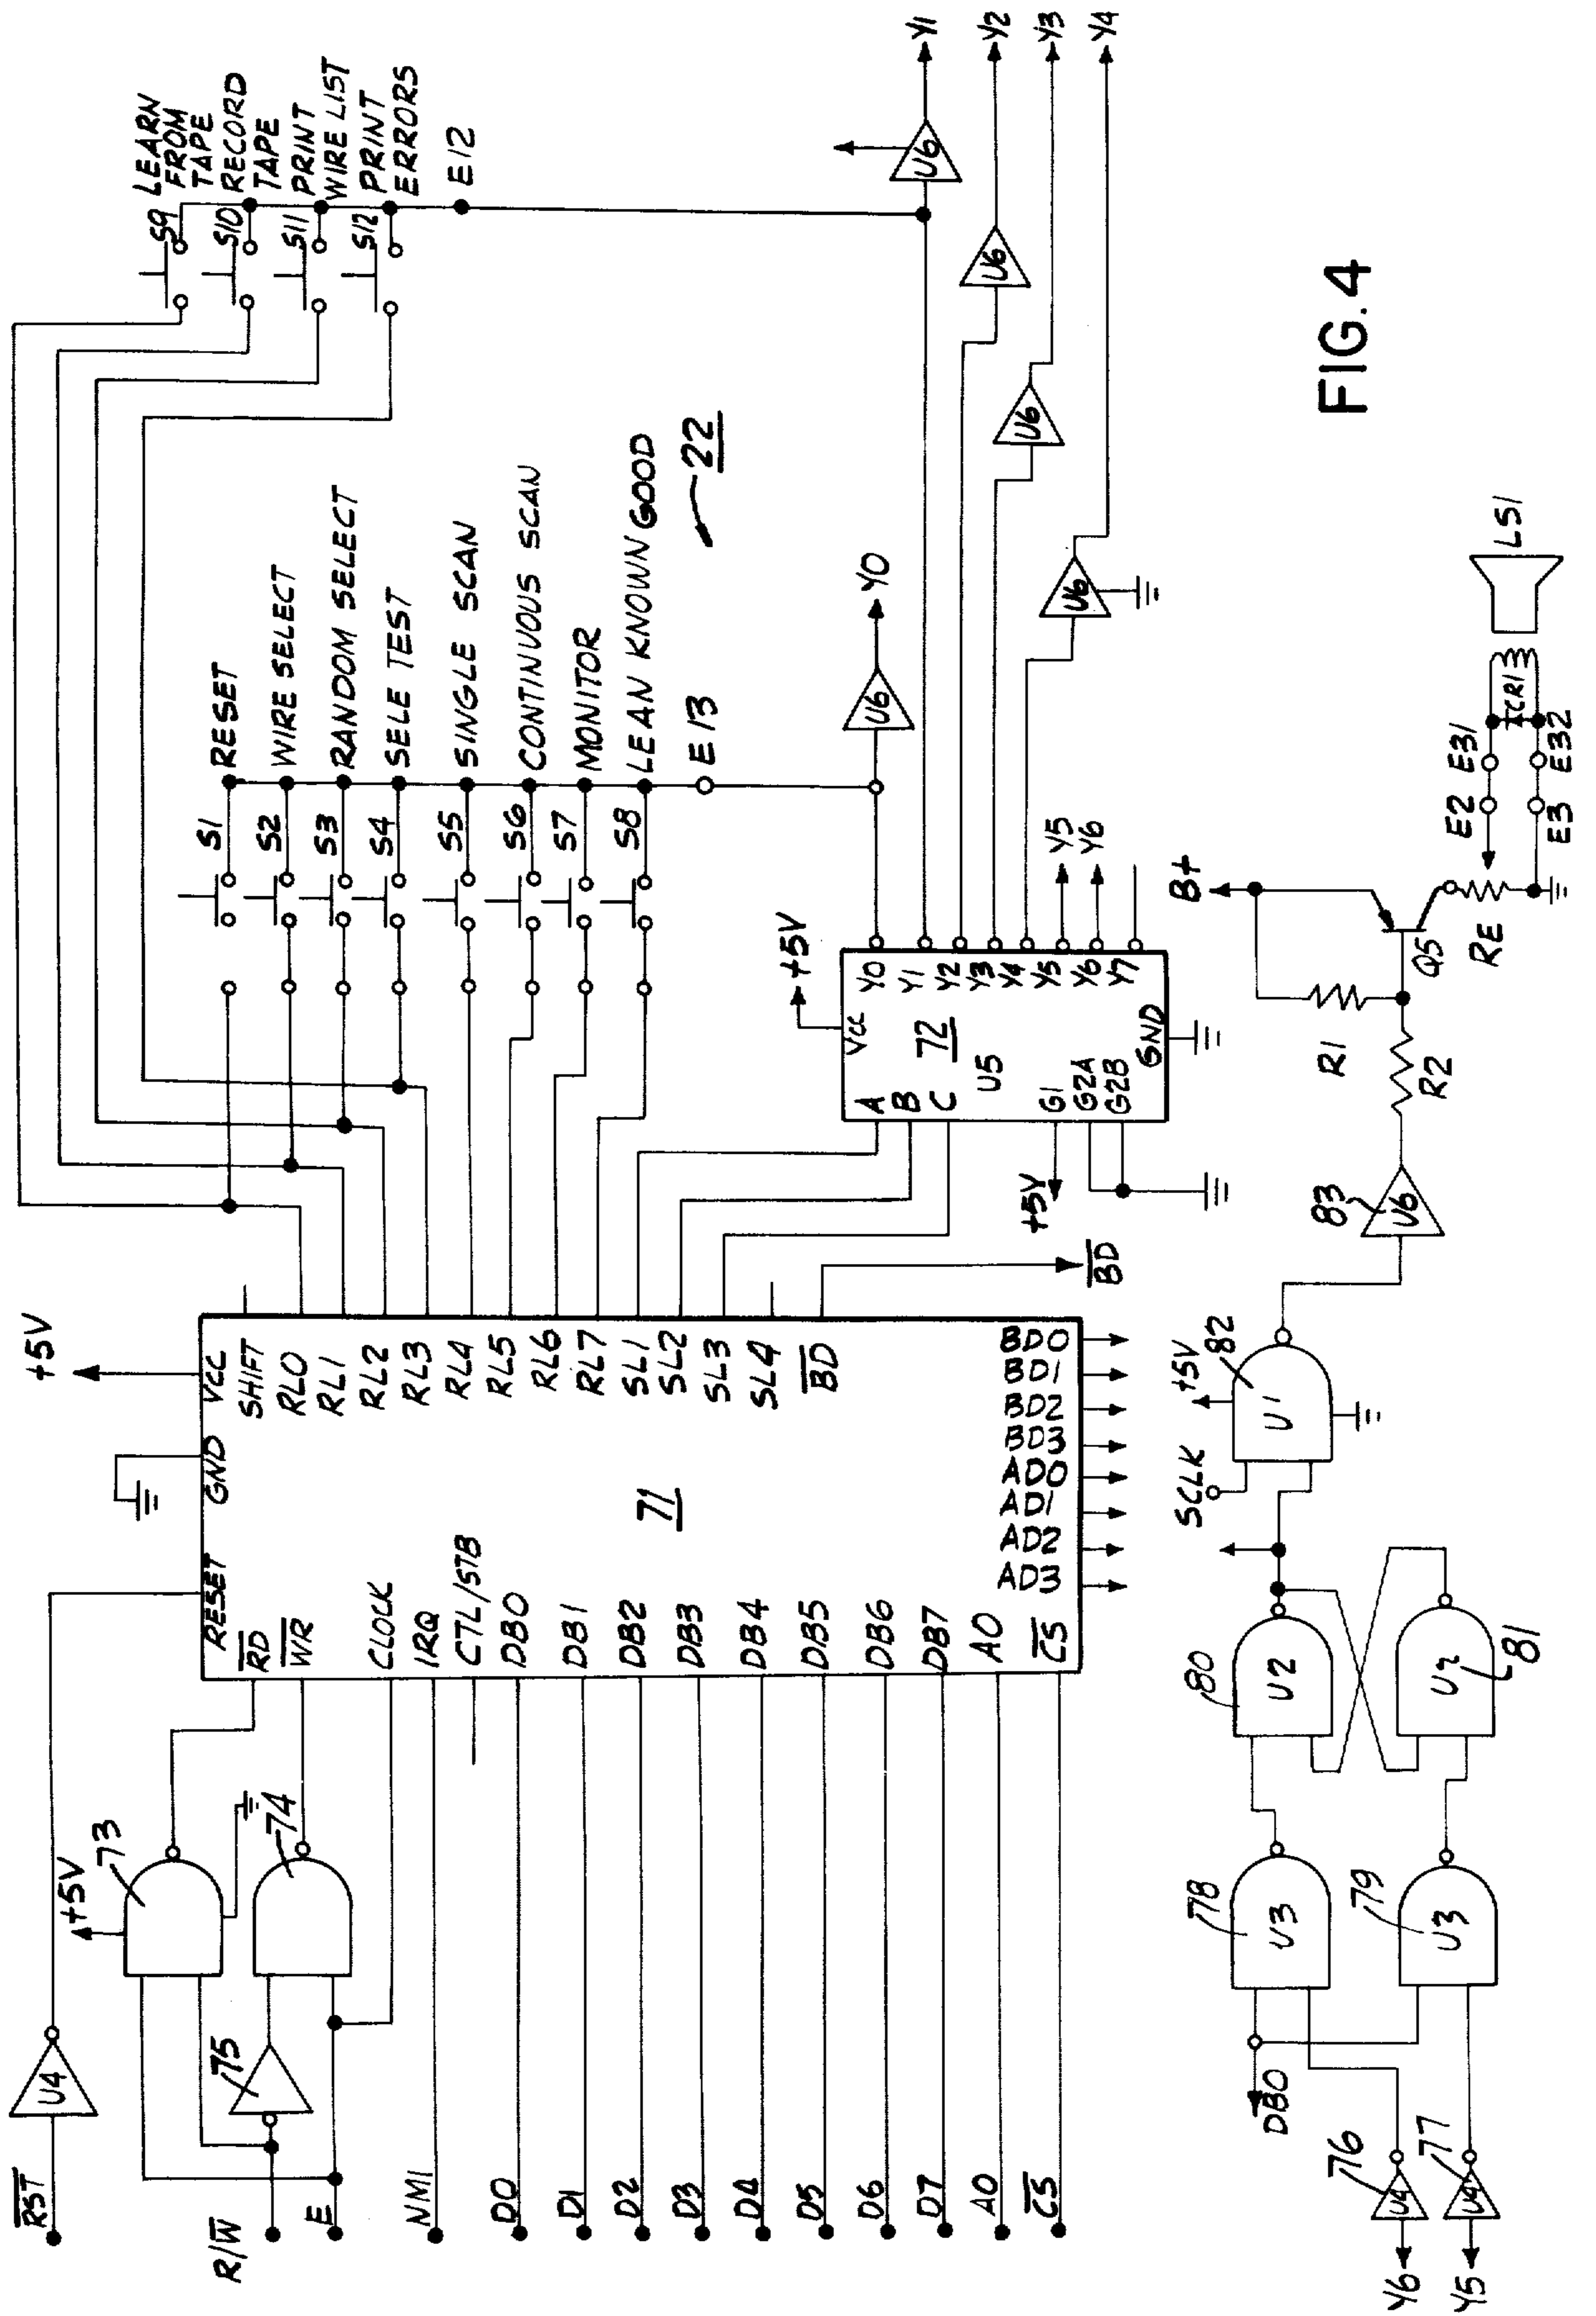 LEARN
FROM
TAPE
RECORD
TAPE
PRINT
WIRE LIST
PRINT
ERRORS
E12
S9
S10
S11
S12
RESET
WIRE SELECT
RANDOM SELECT
SELE TEST
SINGLE SCAN
CONTINUOUS SCAN
MONITOR
LEAN KNOWN GOOD
E13
22
S1
S2
S3
S4
S5
S6
S7
S8
U6
Y0
U6
Y1
U6
Y2
U6
Y3
U6
Y4
+5V
VCC
72
U5
A
B
C
G1
G2A
G2B
GND
Y0
Y1
Y2
Y3
Y4
Y5
Y6
Y7
Y5
Y6
+5V
+5V
VCC
GND
RESET
SHIFT
RL0
RL1
RL2
RL3
RL4
RL5
RL6
RL7
SL1
SL2
SL3
SL4
B̅D̅
B̅D̅
71
R̅D̅
W̅R̅
CLOCK
IRQ
CTL/STB
DB0
DB1
DB2
DB3
DB4
DB5
DB6
DB7
A0
C̅S̅
BD0
BD1
BD2
BD3
AD0
AD1
AD2
AD3
R̅S̅T̅
U4
+5V
73
74
75
R/W̅
E
NMI
D0
D1
D2
D3
D4
D5
D6
D7
A0
C̅S̅
Y6
Y5
76
U4
77
U4
DB0
78
U3
79
U3
80
U2
81
U2
SCLK
+5V
82
U1
83
U6
R2
R1
B+
Q5
RE
E2
E31
E3
E32
CR1
LS1
FIG. 4